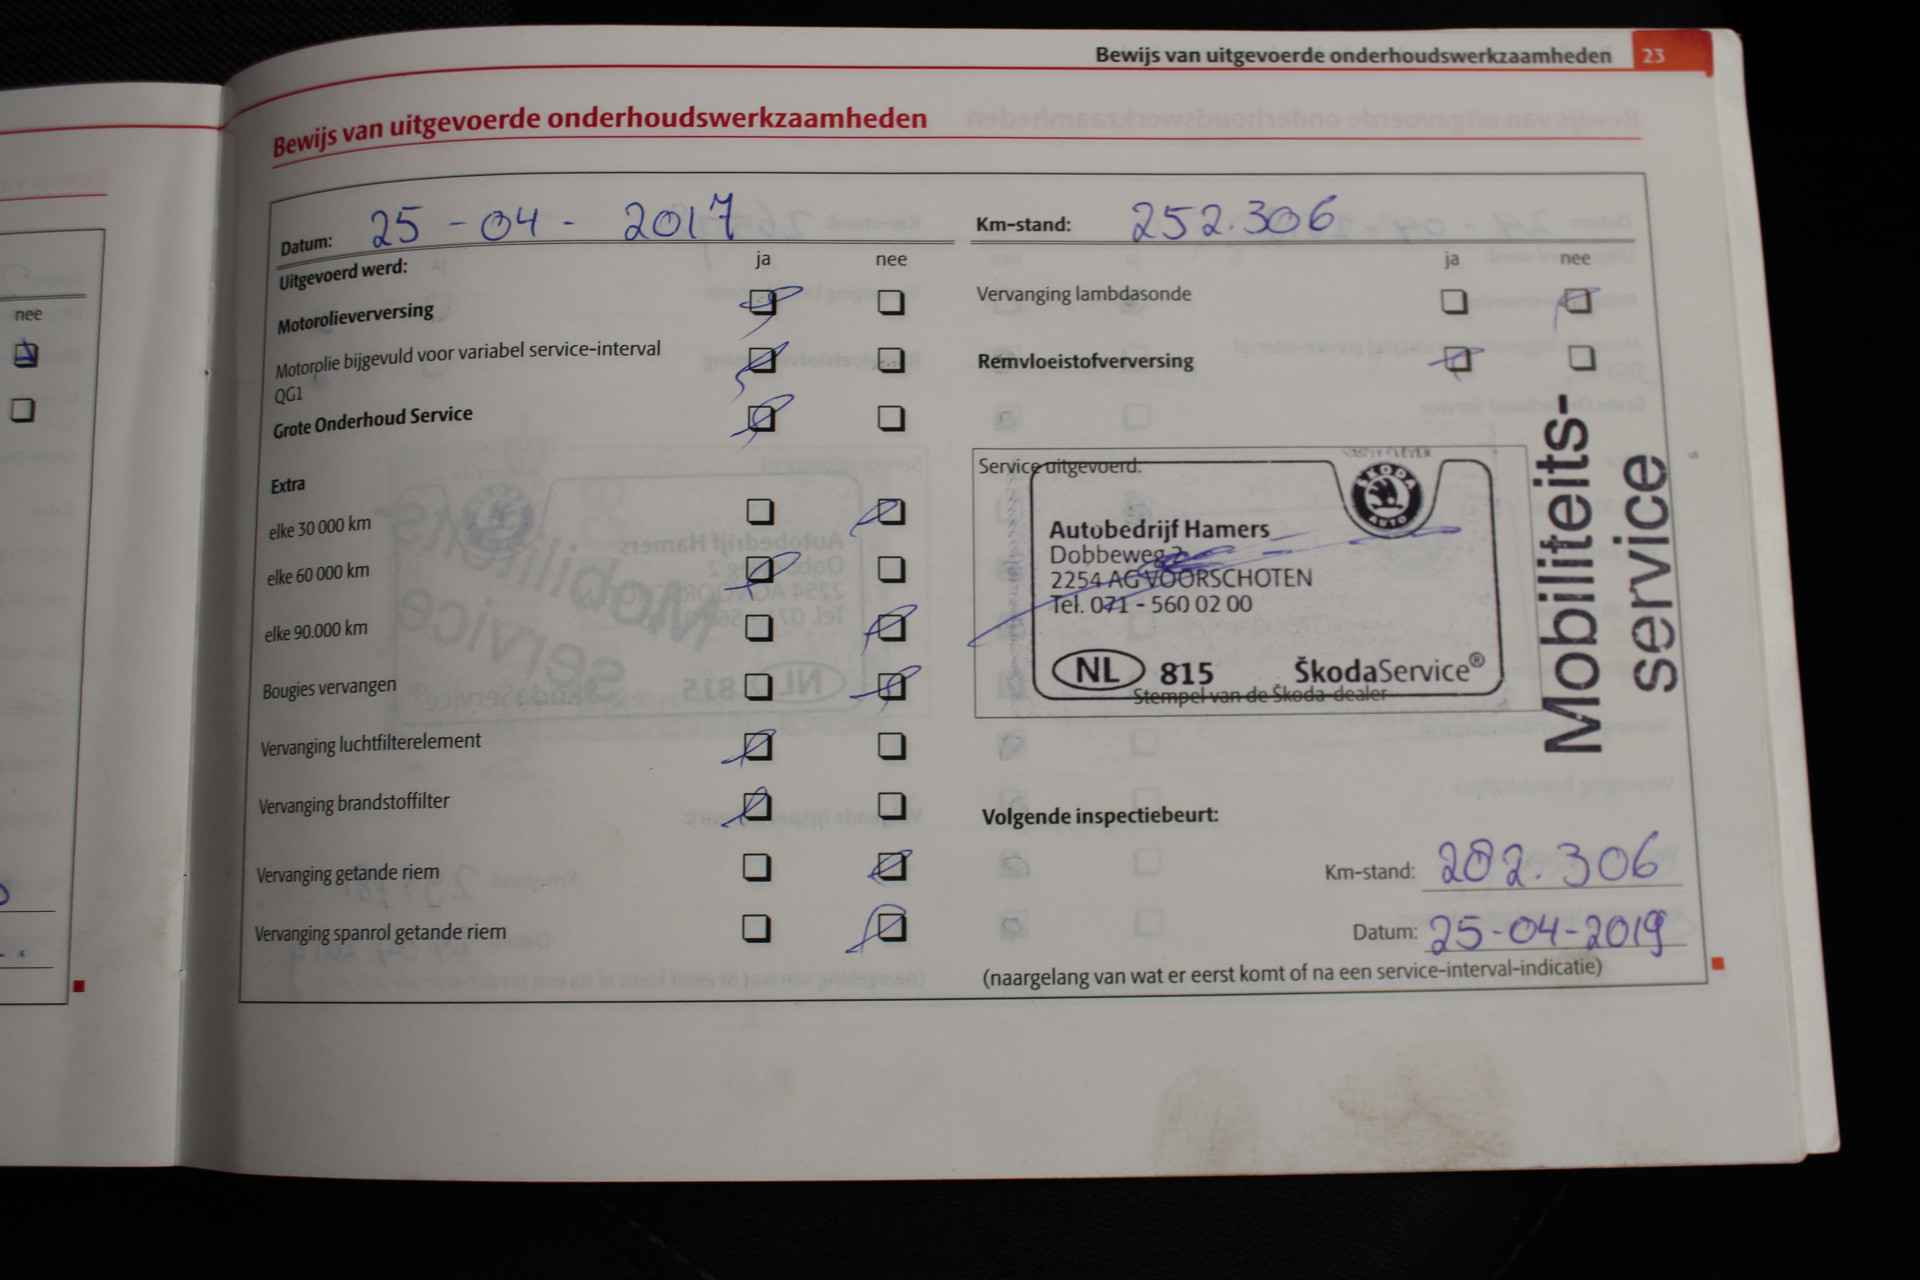 Bewijs van uitgevoerde onderhoudswerkzaamheden 23
Bewijs van uitgevoerde onderhoudswerkzaamheden
Datum: 25-04-2017
Uitgevoerd werd: ja nee
Motorolieverversing
Motorolie bijgevuld voor variabel service-interval
QG1
Grote Onderhoud Service
Extra
elke 30 000 km
elke 60 000 km
elke 90.000 km
Bougies vervangen
Vervanging luchtfilterelement
Vervanging brandstoffilter
Vervanging getande riem
Vervanging spanrol getande riem
Km-stand: 252.306
ja nee
Vervanging lambdasonde
Remvloeistofverversing
Service uitgevoerd:
ŠKODA
AUTO
Autobedrijf Hamers
Dobbeweg 2
2254 AG VOORSCHOTEN
Tel. 071 - 560 02 00
NL 815 ŠkodaService®
Stempel van de Škoda-dealer
Mobiliteits-
service
Volgende inspectiebeurt:
Km-stand: 282.306
Datum: 25-04-2019
(naargelang van wat er eerst komt of na een service-interval-indicatie)
nee